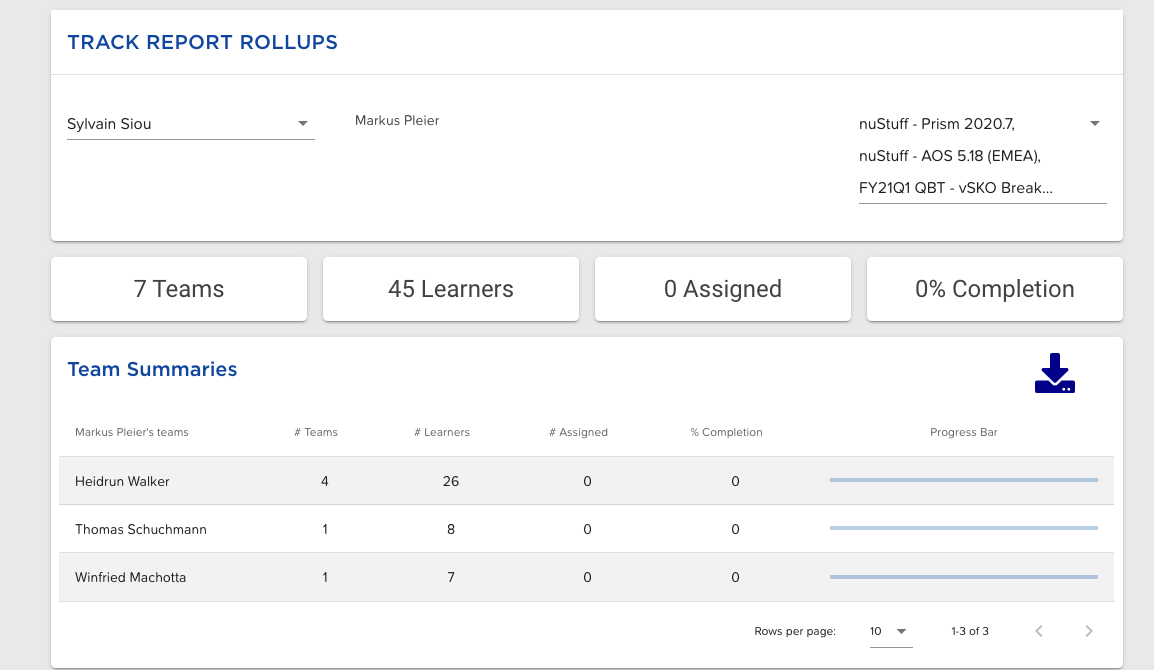 TRACK REPORT ROLLUPS
Sylvain Siou
Markus Pleier
nuStuff - Prism 2020.7,
nuStuff - AOS 5.18 (EMEA),
FY21Q1 QBT - vSKO Break...
7 Teams
45 Learners
0 Assigned
0% Completion
Team Summaries
Markus Pleier's teams # Teams # Learners # Assigned % Completion Progress Bar
Heidrun Walker 4 26 0 0
Thomas Schuchmann 1 8 0 0
Winfried Machotta 1 7 0 0
Rows per page: 10 1-3 of 3